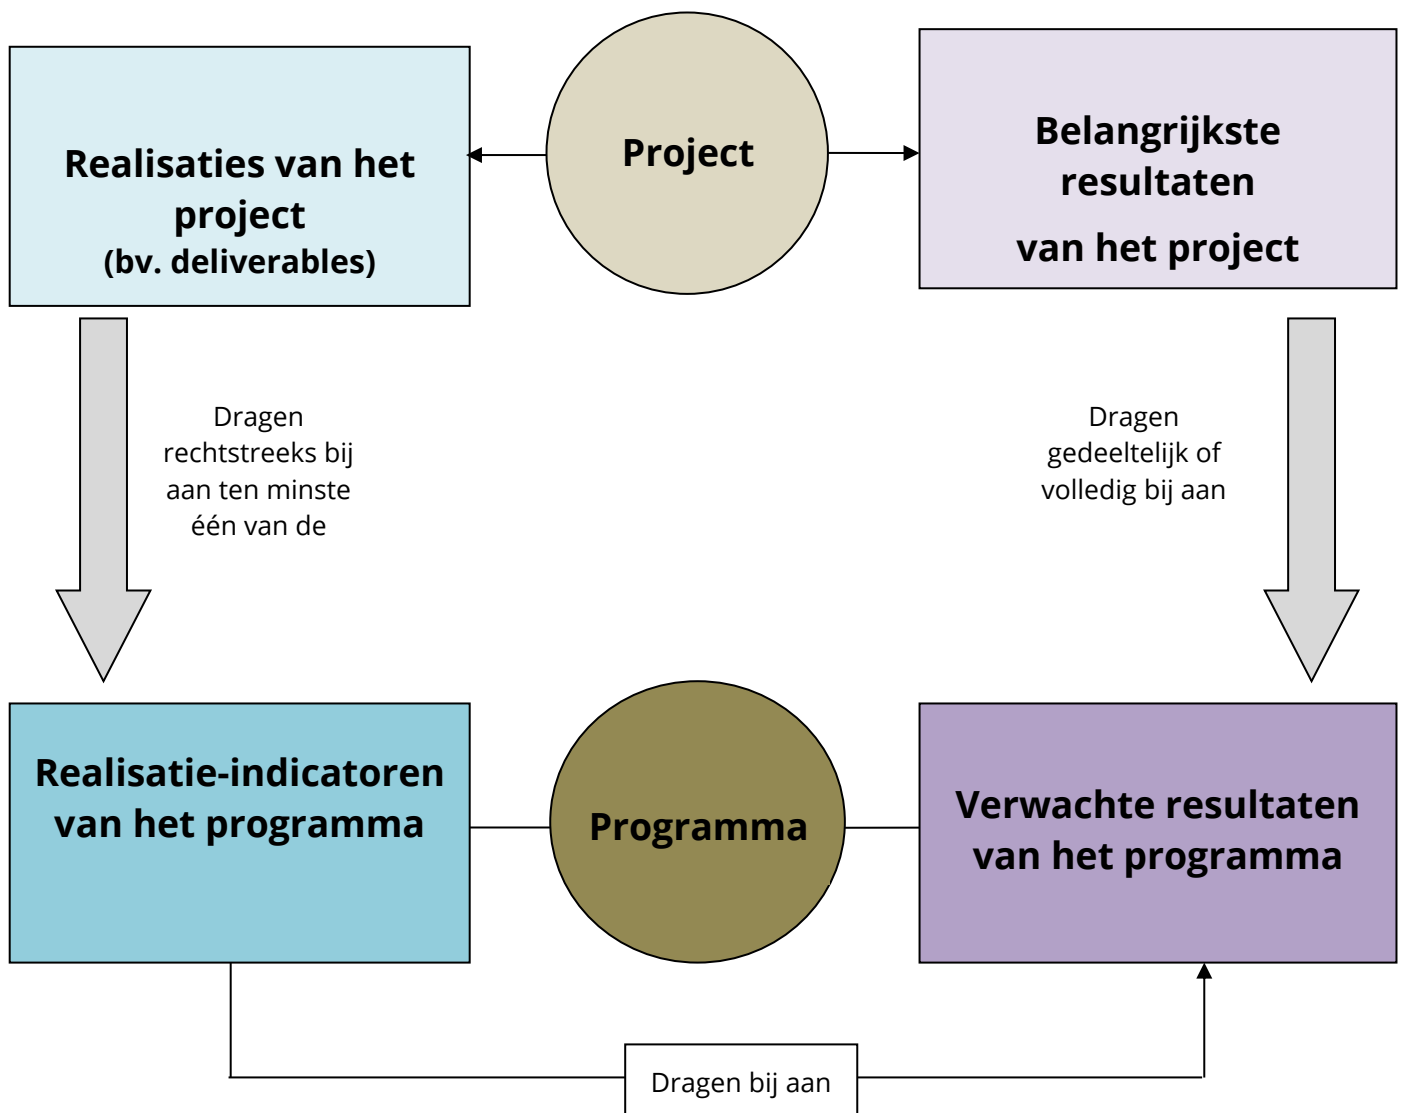 Realisaties van het
project
(bv. deliverables)
Project
Belangrijkste
resultaten
van het project
Dragen
rechtstreeks bij
aan ten minste
één van de
Dragen
gedeeltelijk of
volledig bij aan
Realisatie-indicatoren
van het programma
Programma
Verwachte resultaten
van het programma
Dragen bij aan